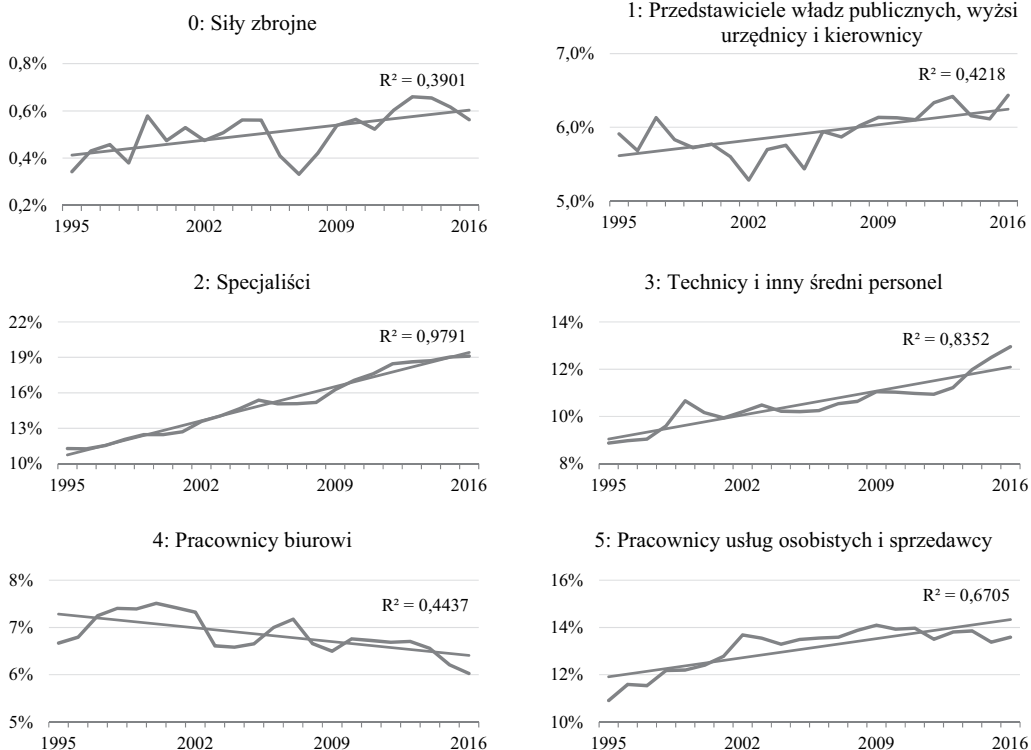 0: Siły zbrojne
0,8%
0,6%
0,4%
0,2%
R² = 0,3901
1995 2002 2009 2016
1: Przedstawiciele władz publicznych, wyżsi
urzędnicy i kierownicy
7,0%
6,0%
5,0%
R² = 0,4218
1995 2002 2009 2016
2: Specjaliści
22%
19%
16%
13%
10%
R² = 0,9791
1995 2002 2009 2016
3: Technicy i inny średni personel
14%
12%
10%
8%
R² = 0,8352
1995 2002 2009 2016
4: Pracownicy biurowi
8%
7%
6%
5%
R² = 0,4437
1995 2002 2009 2016
5: Pracownicy usług osobistych i sprzedawcy
16%
14%
12%
10%
R² = 0,6705
1995 2002 2009 2016